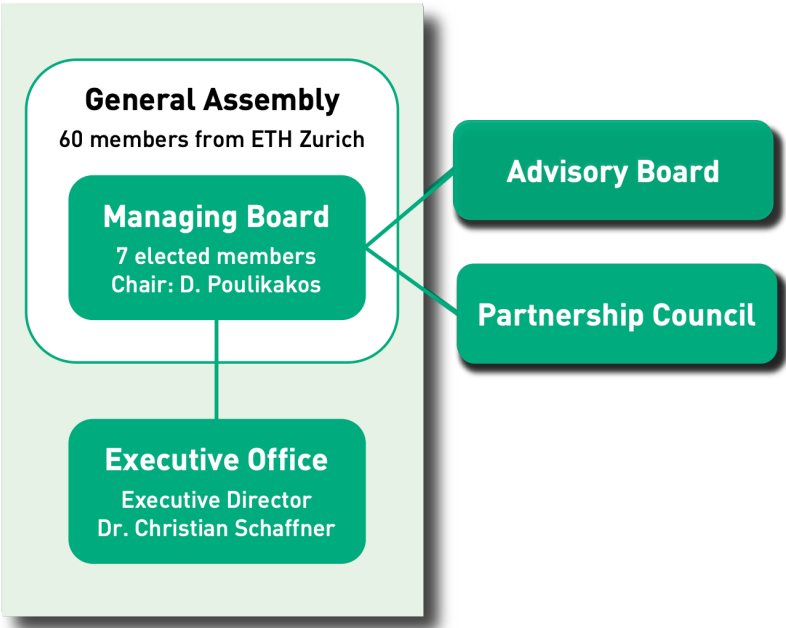 General Assembly
60 members from ETH Zurich
Managing Board
7 elected members
Chair: D. Poulikakos
Advisory Board
Partnership Council
Executive Office
Executive Director
Dr. Christian Schaffner